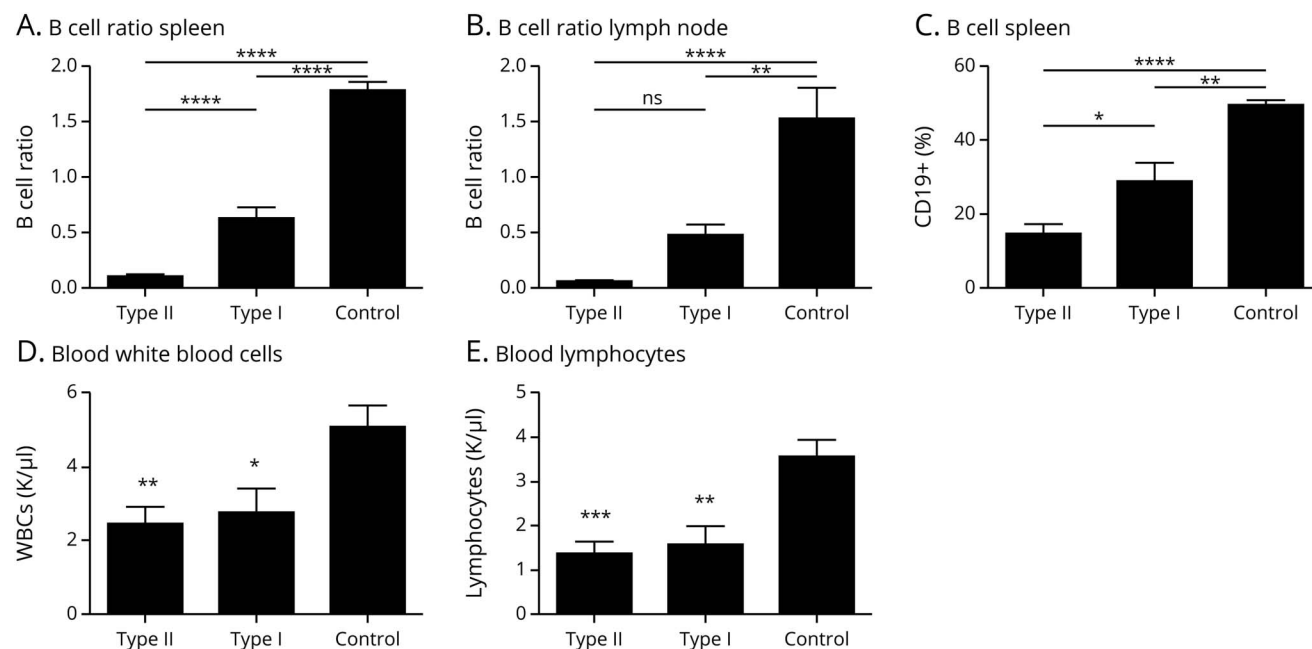 A. B cell ratio spleen
****
****
****
2.0
1.5
1.0
0.5
0.0
B cell ratio
Type II Type I Control
B. B cell ratio lymph node
****
**
ns
2.0
1.5
1.0
0.5
0.0
B cell ratio
Type II Type I Control
C. B cell spleen
****
**
*
60
40
20
0
CD19+ (%)
Type II Type I Control
D. Blood white blood cells
6
4
2
0
WBCs (K/µl)
**
*
Type II Type I Control
E. Blood lymphocytes
5
4
3
2
1
0
Lymphocytes (K/µl)
***
**
Type II Type I Control